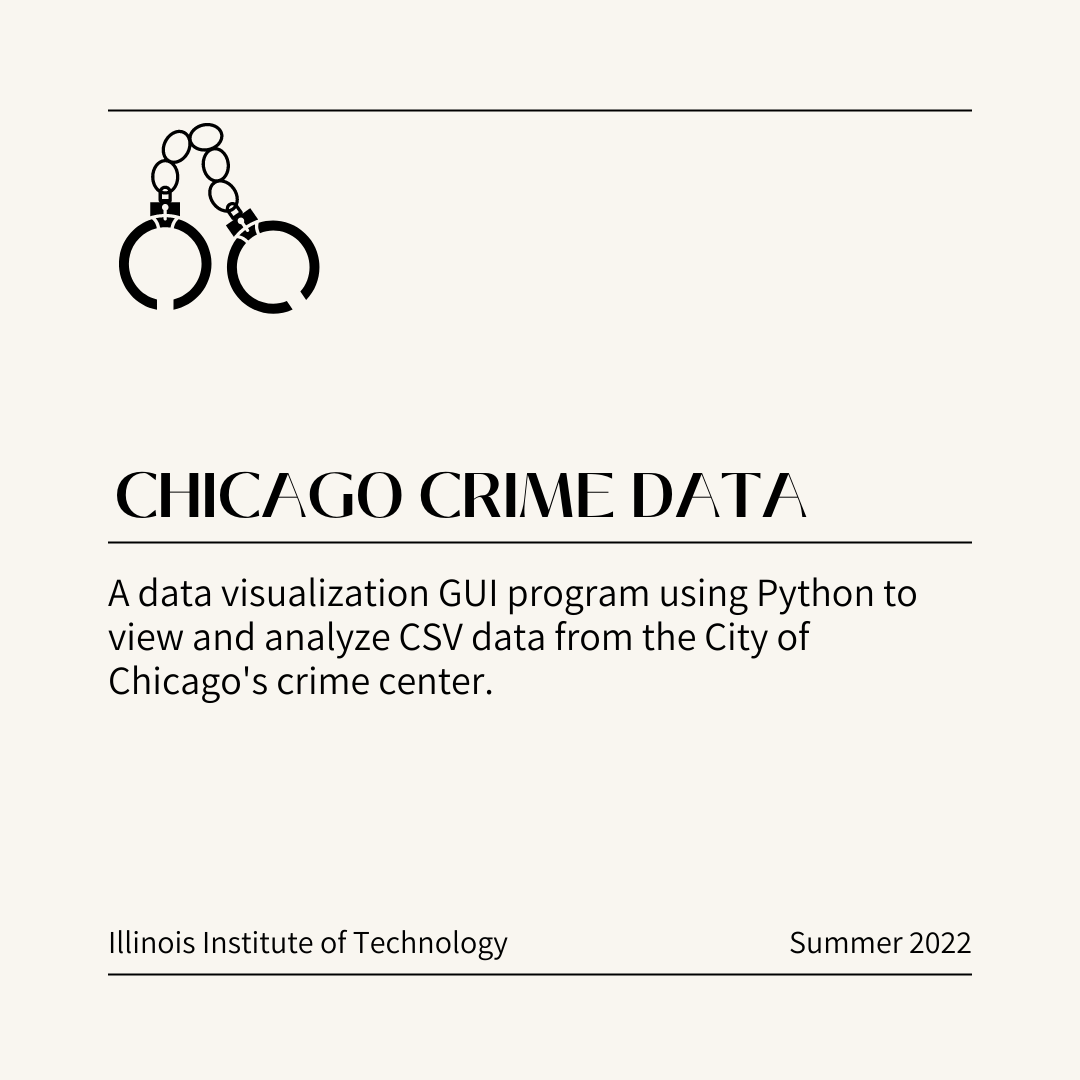 CHICAGO CRIME DATA
A data visualization GUI program using Python to
view and analyze CSV data from the City of
Chicago's crime center.
Illinois Institute of Technology
Summer 2022